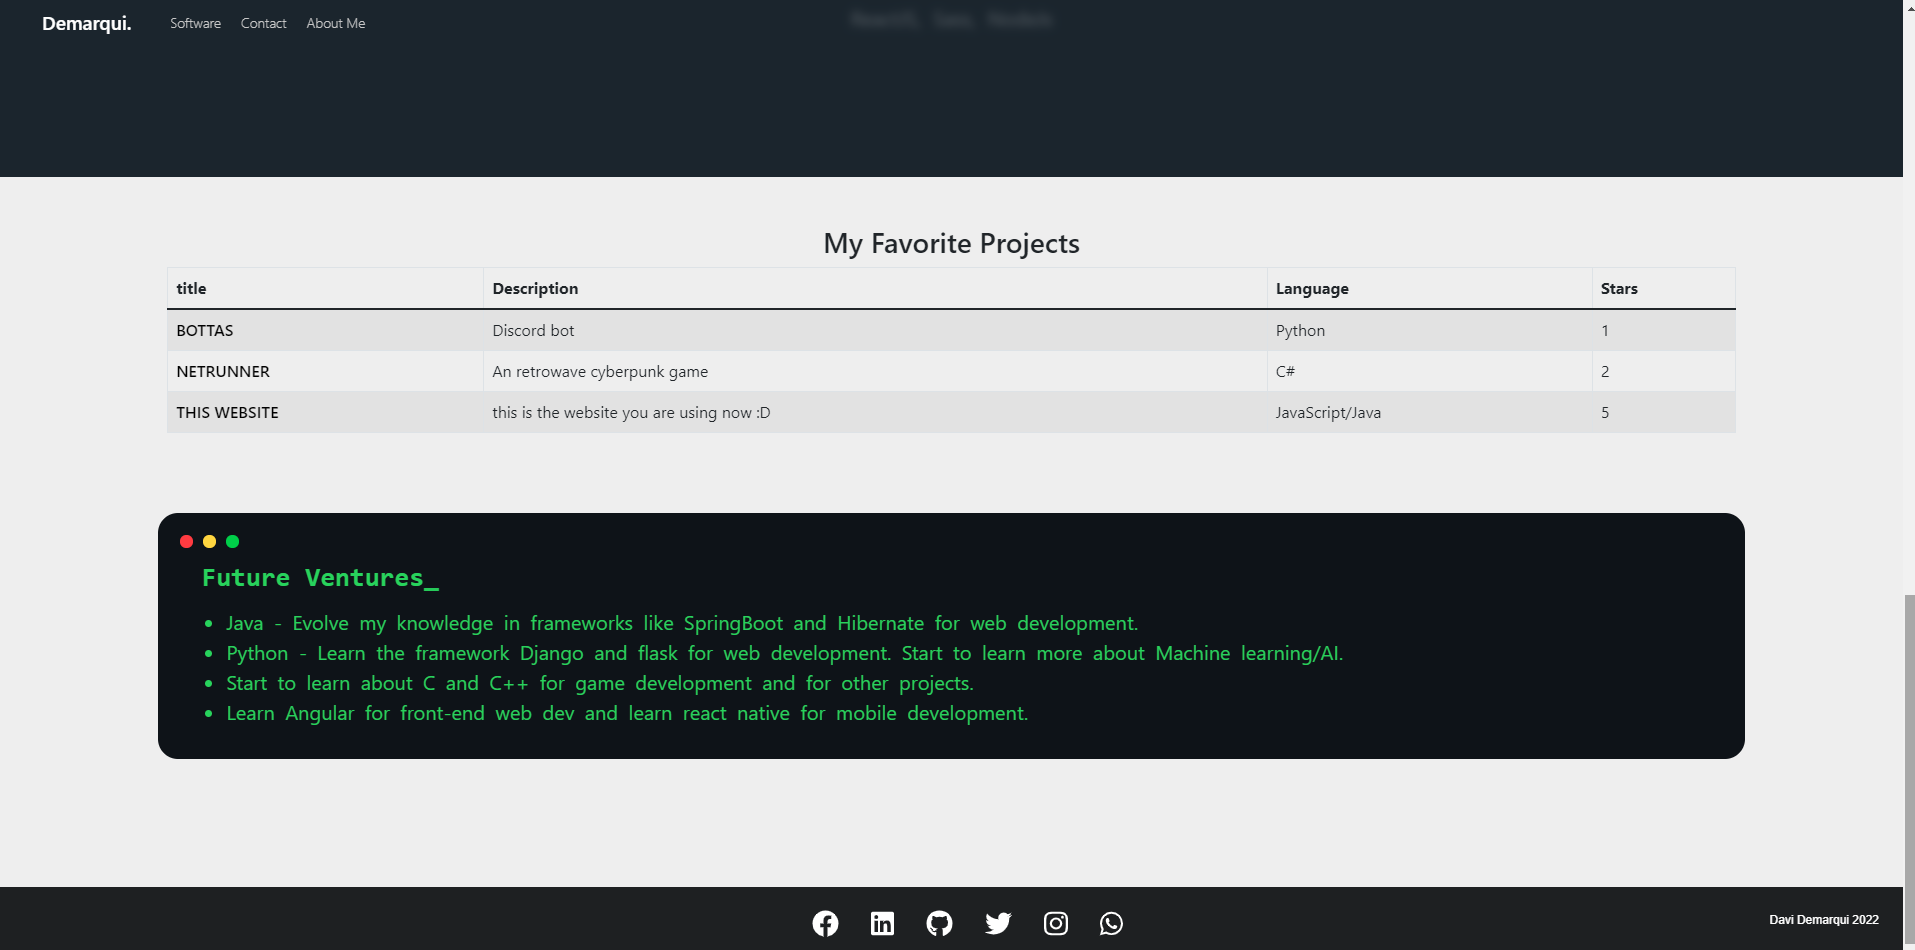 Demarqui. Software Contact About Me
My Favorite Projects
title Description Language Stars
BOTTAS Discord bot Python 1
NETRUNNER An retrowave cyberpunk game C# 2
THIS WEBSITE this is the website you are using now :D JavaScript/Java 5
Future Ventures_
• Java - Evolve my knowledge in frameworks like SpringBoot and Hibernate for web development.
• Python - Learn the framework Django and flask for web development. Start to learn more about Machine learning/AI.
• Start to learn about C and C++ for game development and for other projects.
• Learn Angular for front-end web dev and learn react native for mobile development.
Davi Demarqui 2022